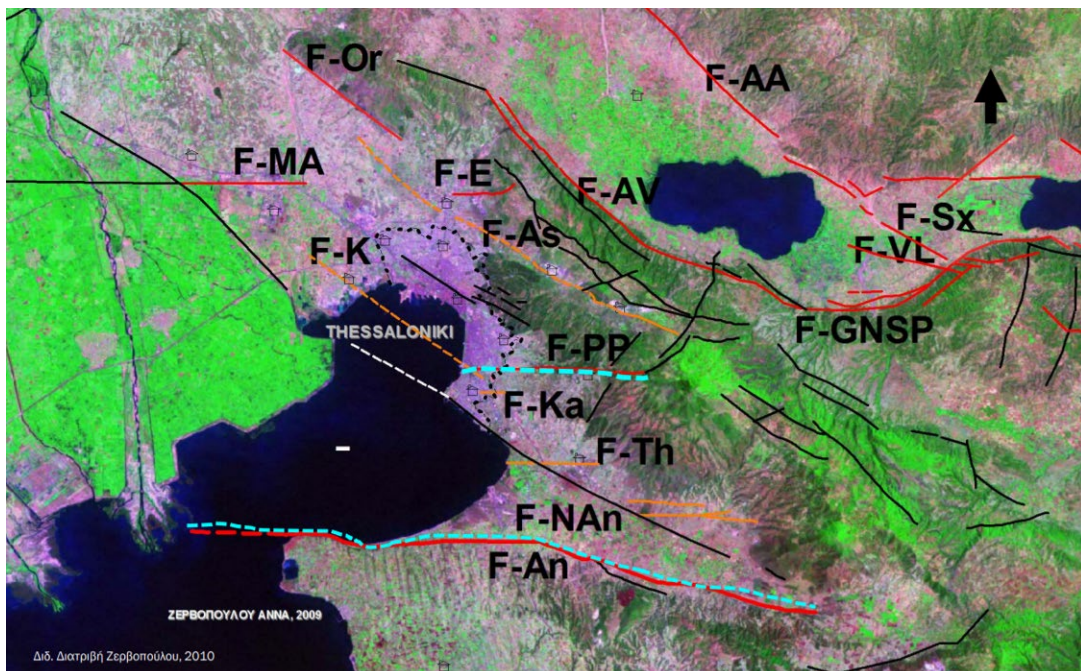 F-Or
F-AA
F-MA
F-E
F-AV
F-As
F-Sx
F-K
F-VL
THESSALONIKI
F-GNSP
F-PP
F-Ka
F-Th
F-NAn
F-An
ΖΕΡΒΟΠΟΥΛΟΥ ΑΝΝΑ, 2009
Διδ. Διατριβή Ζερβοπούλου, 2010